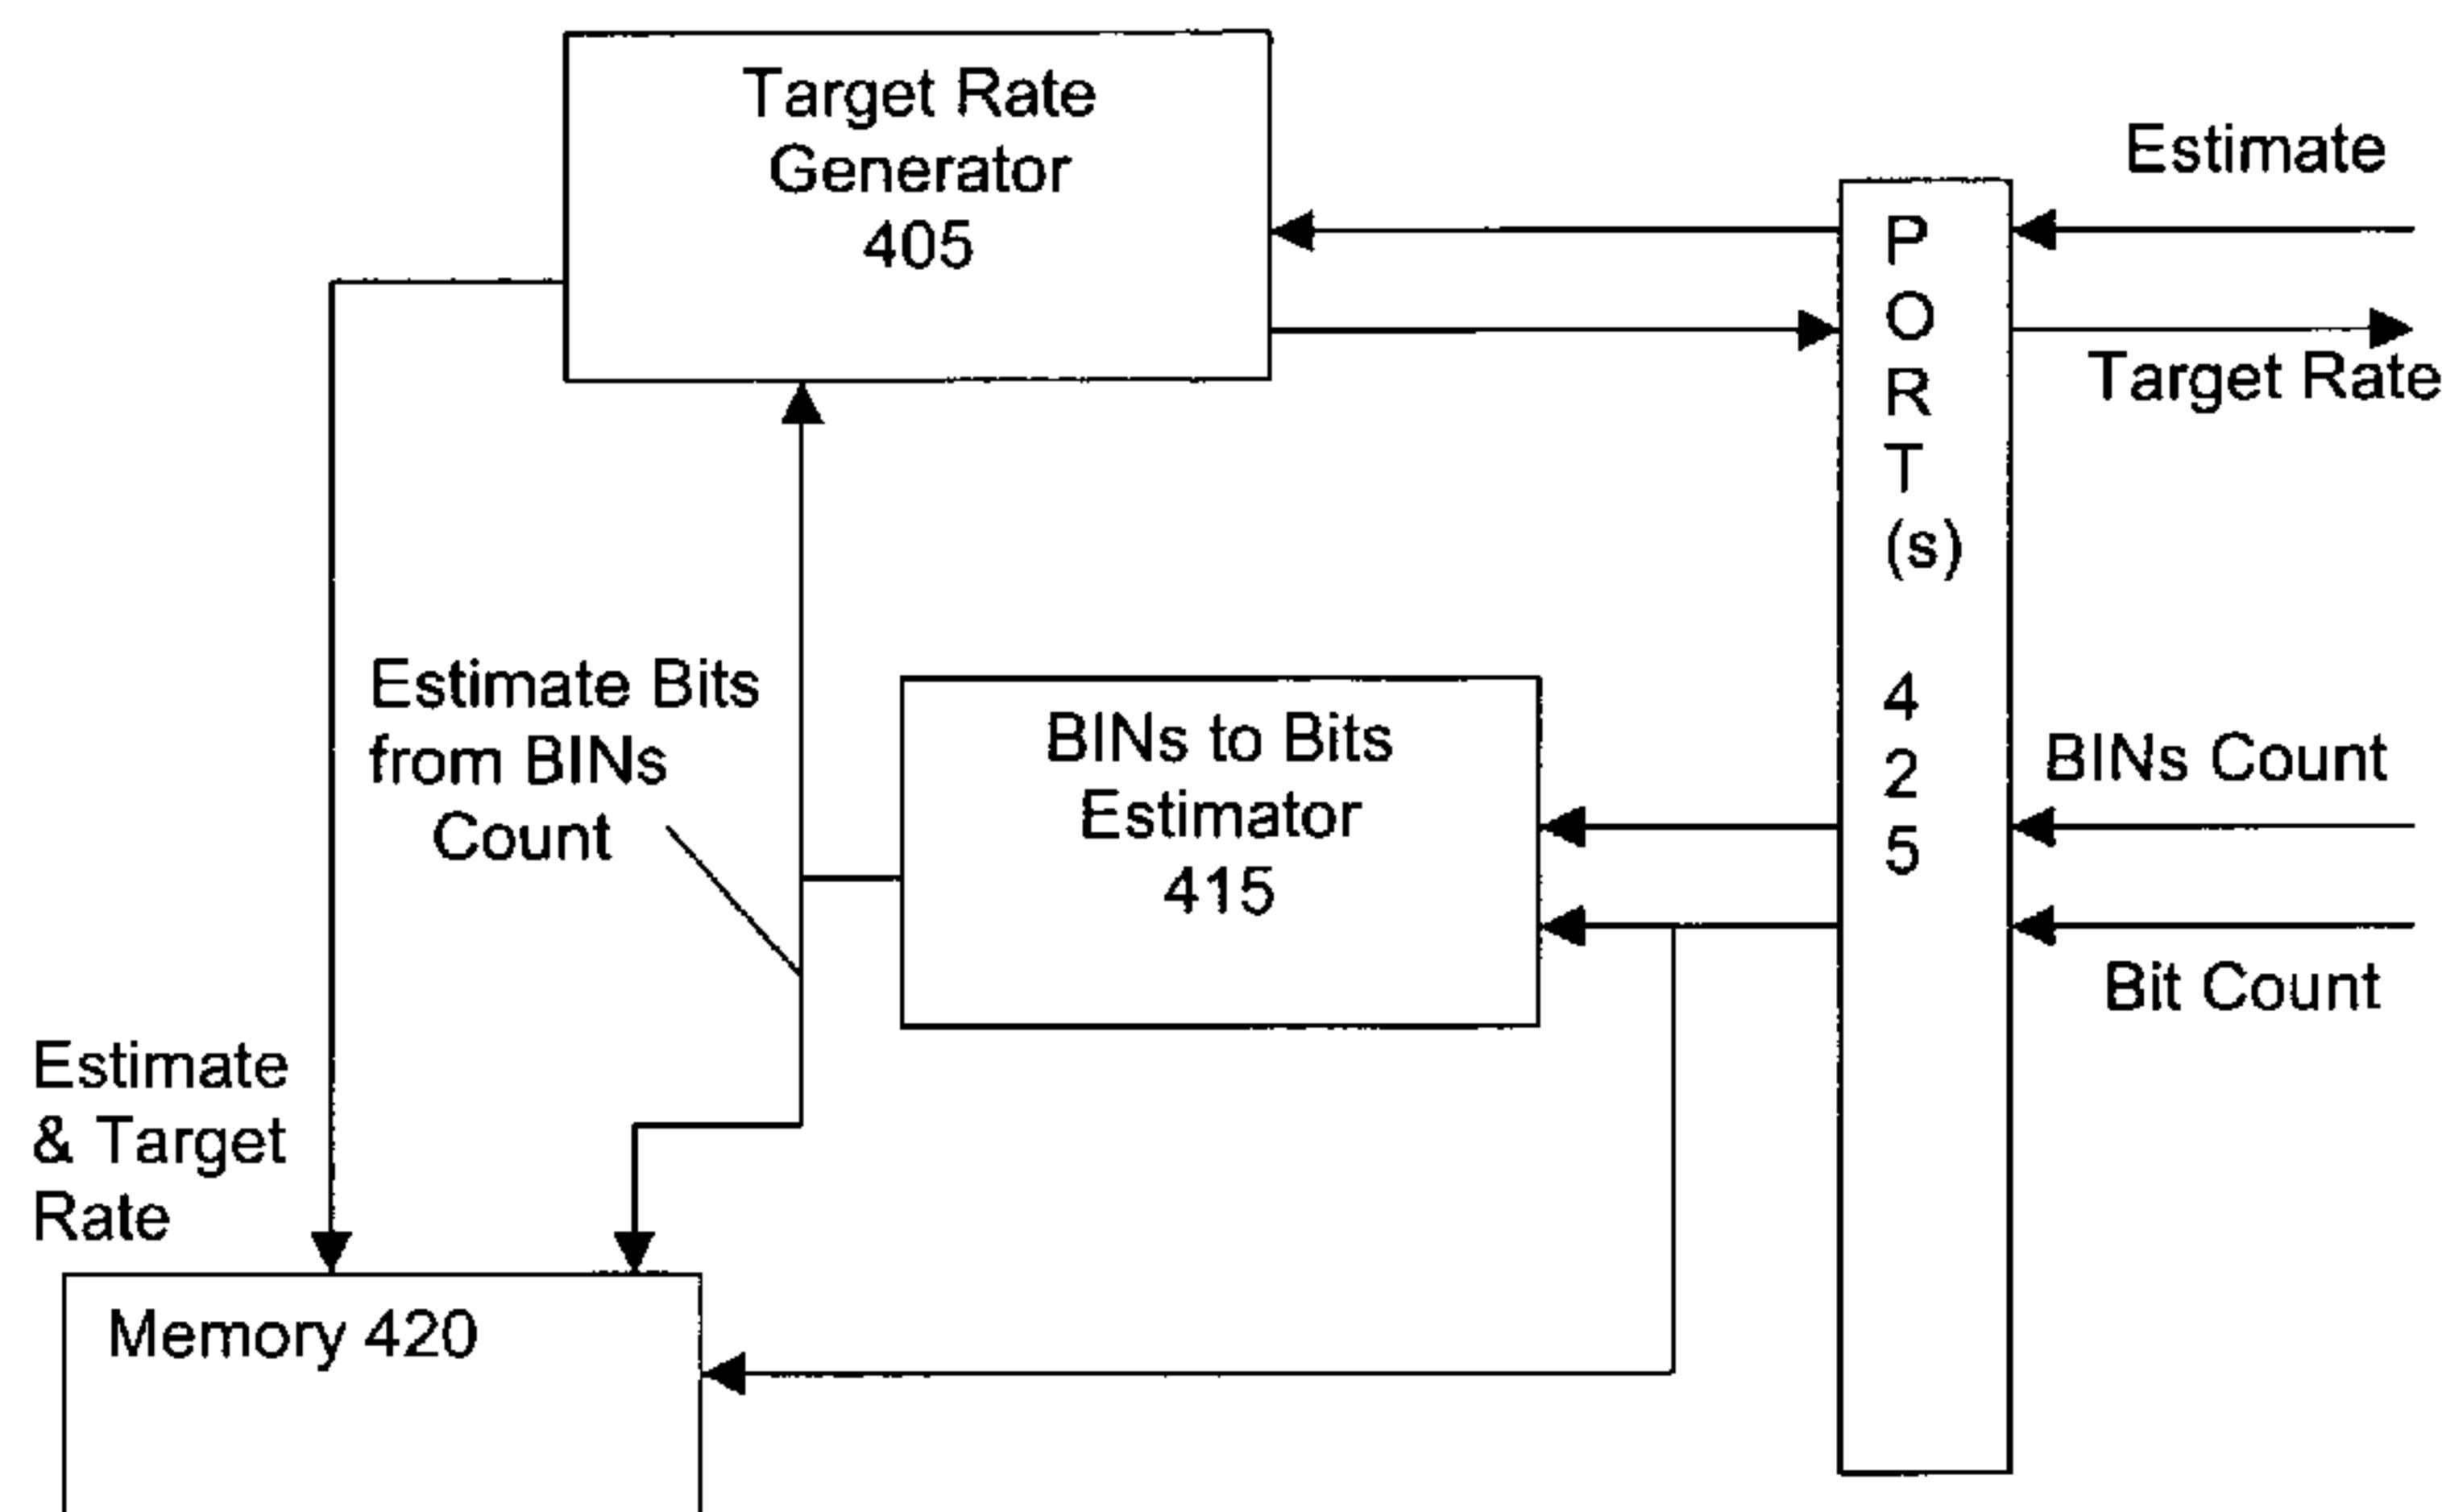 Target Rate
Generator
405
Estimate
Target Rate
P
O
R
T
(s)
4
2
5
Estimate Bits
from BINs
Count
BINs to Bits
Estimator
415
BINs Count
Bit Count
Estimate
& Target
Rate
Memory 420